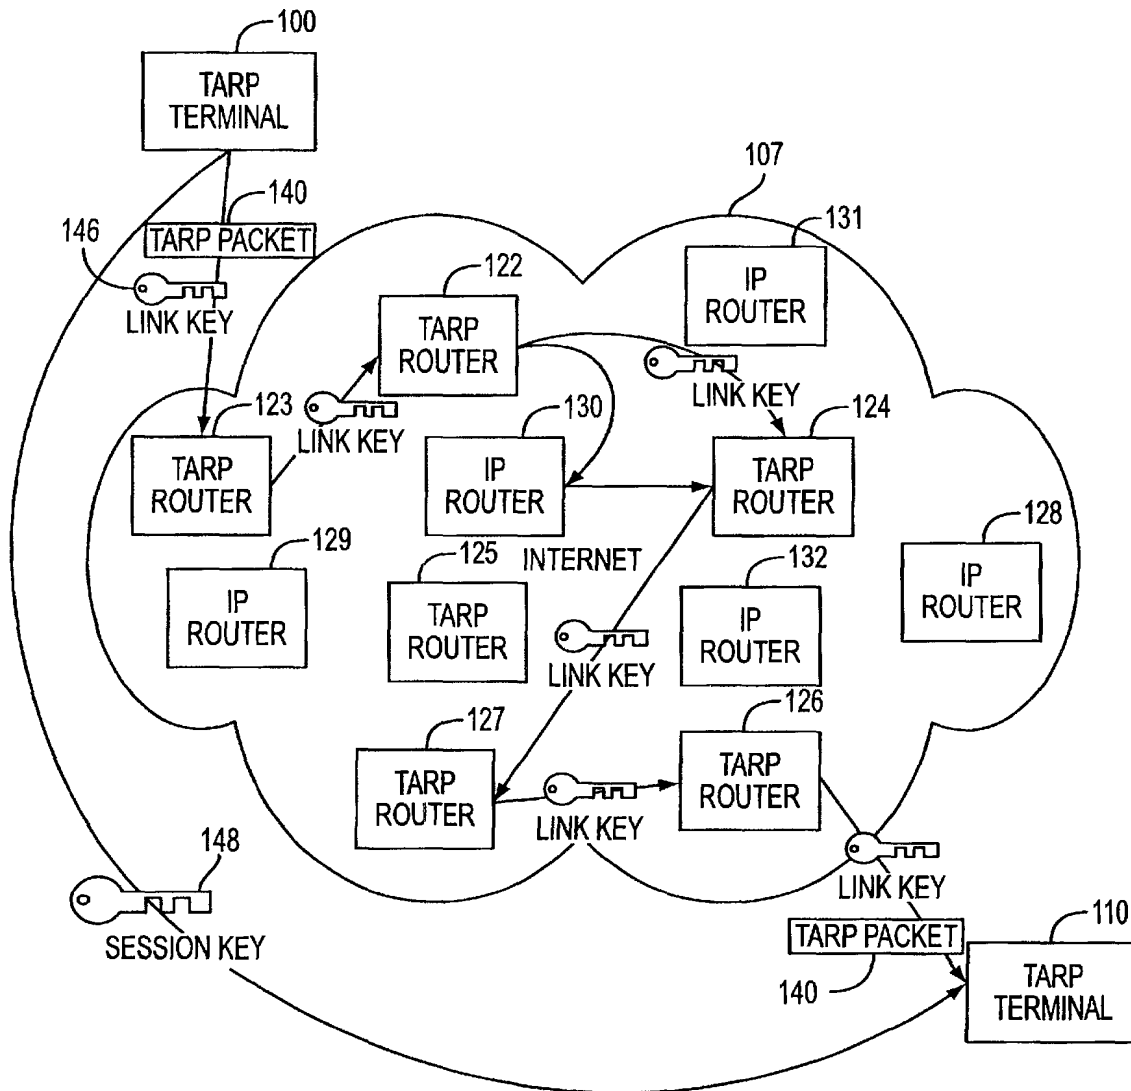 100
TARP
TERMINAL
107
140
131
TARP PACKET
146
122
IP
ROUTER
LINK KEY
TARP
ROUTER
LINK KEY
123
130
124
LINK KEY
TARP
ROUTER
IP
ROUTER
TARP
ROUTER
128
129
125
INTERNET
132
IP
ROUTER
IP
ROUTER
TARP
ROUTER
IP
ROUTER
LINK KEY
127
126
TARP
ROUTER
TARP
ROUTER
LINK KEY
148
LINK KEY
SESSION KEY
110
TARP PACKET
140
TARP
TERMINAL